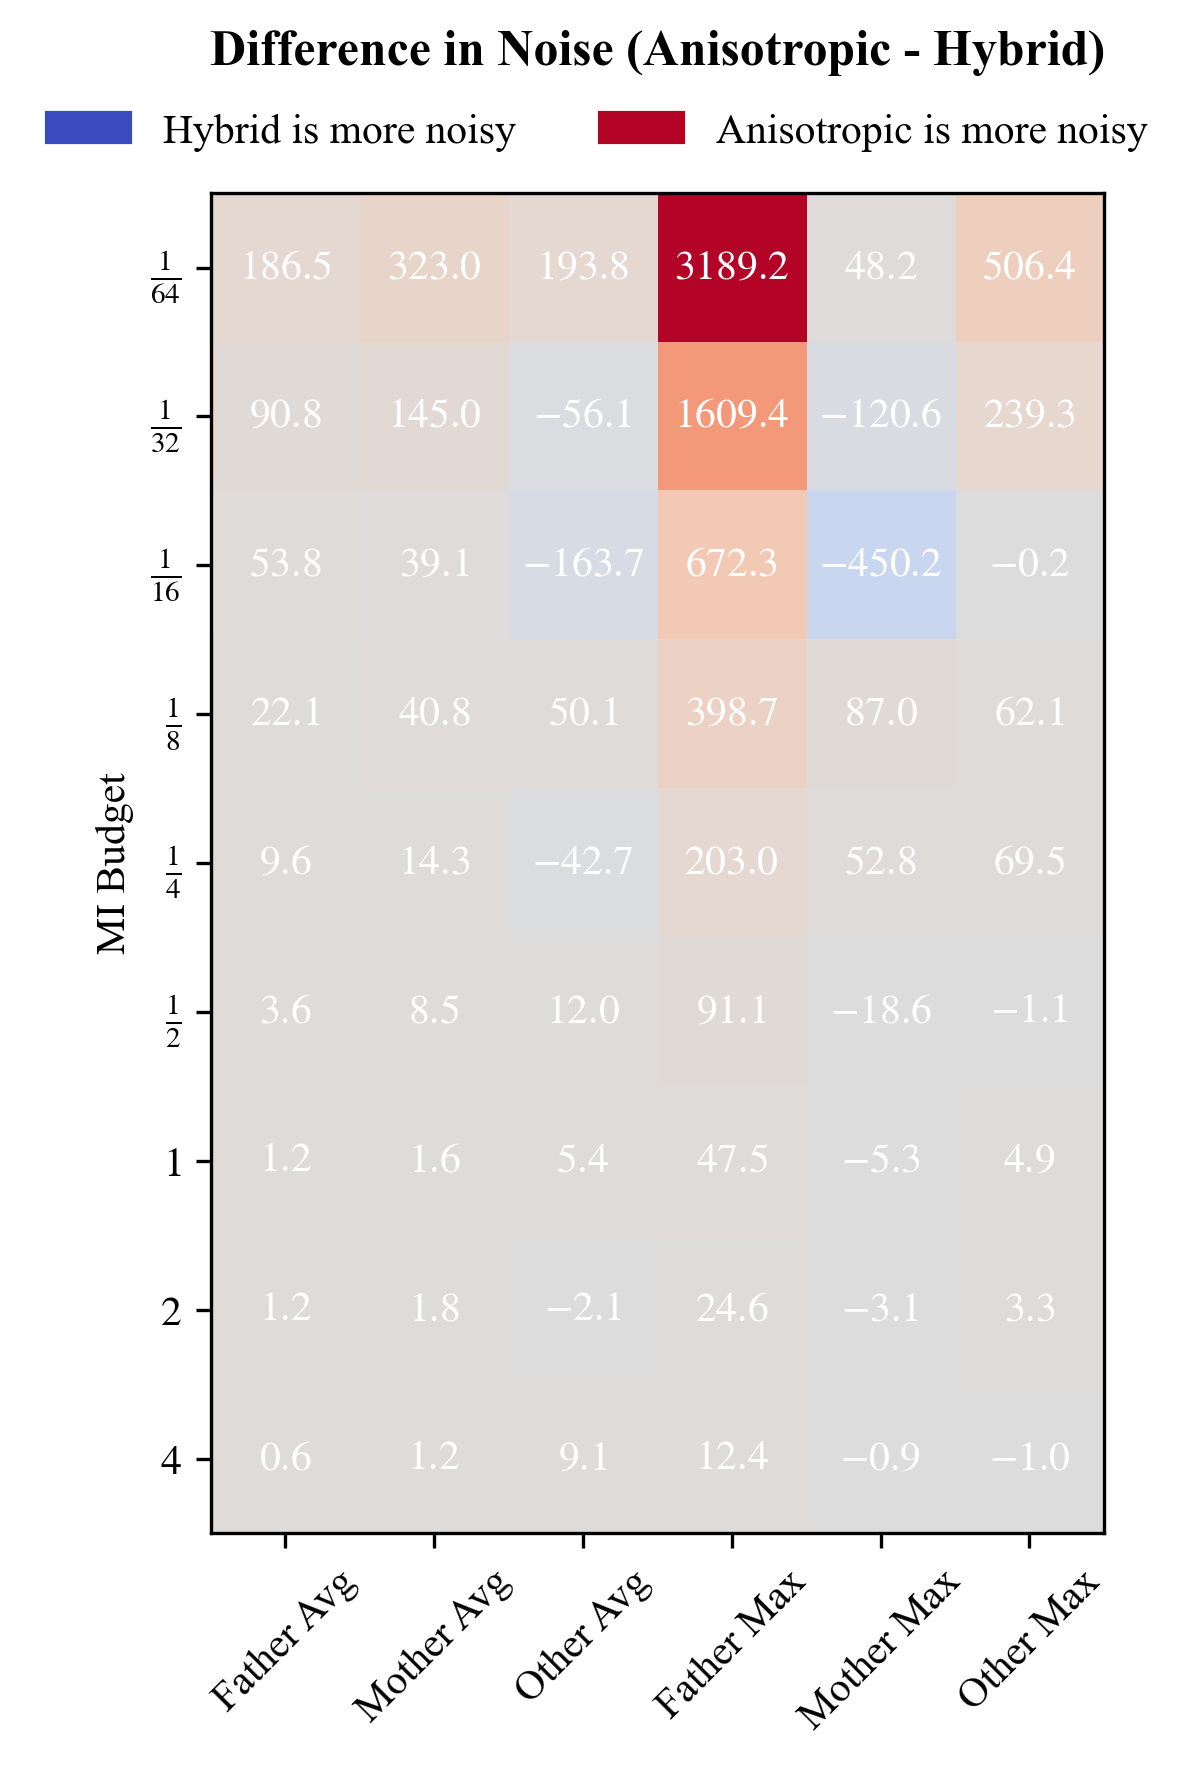 Difference in Noise (Anisotropic - Hybrid)
Hybrid is more noisy Anisotropic is more noisy
1/64 186.5 323.0 193.8 3189.2 48.2 506.4
1/32 90.8 145.0 −56.1 1609.4 −120.6 239.3
1/16 53.8 39.1 −163.7 672.3 −450.2 −0.2
1/8 22.1 40.8 50.1 398.7 87.0 62.1
1/4 9.6 14.3 −42.7 203.0 52.8 69.5
1/2 3.6 8.5 12.0 91.1 −18.6 −1.1
1 1.2 1.6 5.4 47.5 −5.3 4.9
2 1.2 1.8 −2.1 24.6 −3.1 3.3
4 0.6 1.2 9.1 12.4 −0.9 −1.0
MI Budget
Father Avg Mother Avg Other Avg Father Max Mother Max Other Max